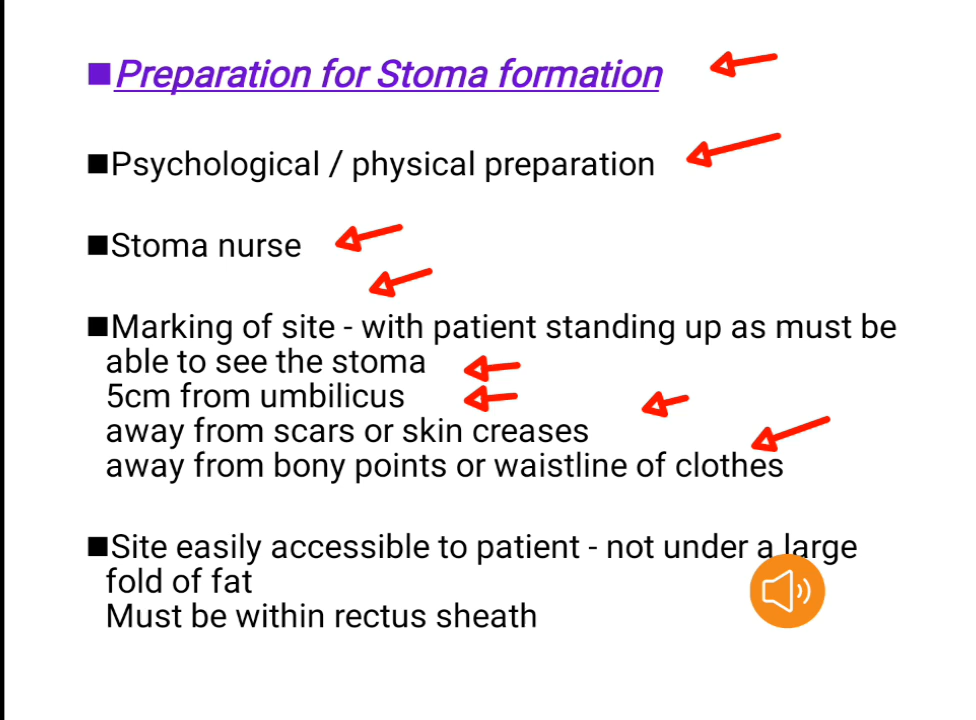 Preparation for Stoma formation
Psychological / physical preparation
Stoma nurse
Marking of site - with patient standing up as must be
able to see the stoma
5cm from umbilicus
away from scars or skin creases
away from bony points or waistline of clothes
Site easily accessible to patient - not under a large
fold of fat
Must be within rectus sheath